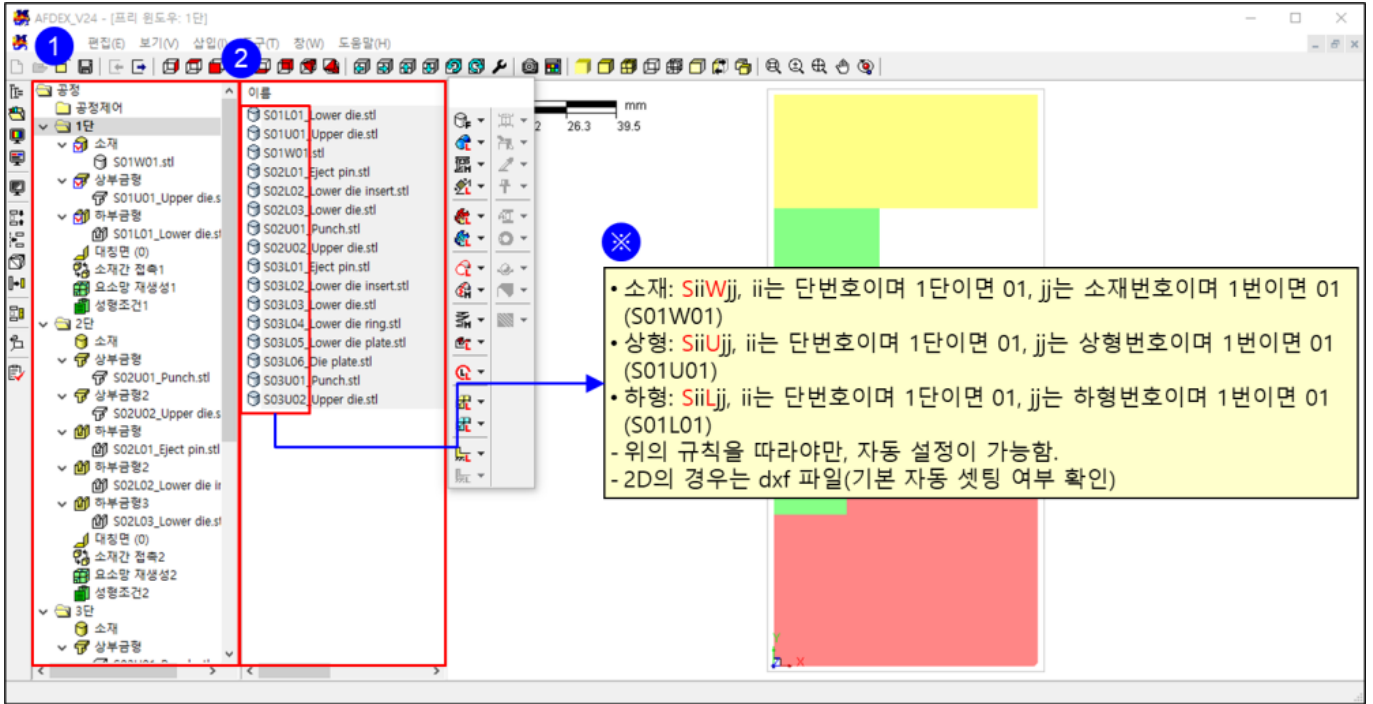 AFDEX_V24 - [프리 윈도우: 1단]
1
편집(E) 보기(V) 삽입(I) 도구(T) 창(W) 도움말(H)
2
공정
공정제어
1단
소재
S01W01.stl
상부금형
S01U01_Upper die.s
하부금형
S01L01_Lower die.s
대칭면 (0)
소재간 접촉1
요소망 재생성1
성형조건1
2단
소재
상부금형
S02U01_Punch.stl
상부금형2
S02U02_Upper die.s
하부금형
S02L01_Eject pin.stl
하부금형2
S02L02_Lower die ir
하부금형3
S02L03_Lower die.st
대칭면 (0)
소재간 접촉2
요소망 재생성2
성형조건2
3단
소재
상부금형
이름
S01L01_Lower die.stl
S01U01_Upper die.stl
S01W01.stl
S02L01_Eject pin.stl
S02L02_Lower die insert.stl
S02L03_Lower die.stl
S02U01_Punch.stl
S02U02_Upper die.stl
S03L01_Eject pin.stl
S03L02_Lower die insert.stl
S03L03_Lower die.stl
S03L04_Lower die ring.stl
S03L05_Lower die plate.stl
S03L06_Die plate.stl
S03U01_Punch.stl
S03U02_Upper die.stl
mm
2 26.3 39.5
※
• 소재: SiiWjj, ii는 단번호이며 1단이면 01, jj는 소재번호이며 1번이면 01
(S01W01)
• 상형: SiiUjj, ii는 단번호이며 1단이면 01, jj는 상형번호이며 1번이면 01
(S01U01)
• 하형: SiiLjj, ii는 단번호이며 1단이면 01, jj는 하형번호이며 1번이면 01
(S01L01)
- 위의 규칙을 따라야만, 자동 설정이 가능함.
- 2D의 경우는 dxf 파일(기본 자동 셋팅 여부 확인)
Y
X